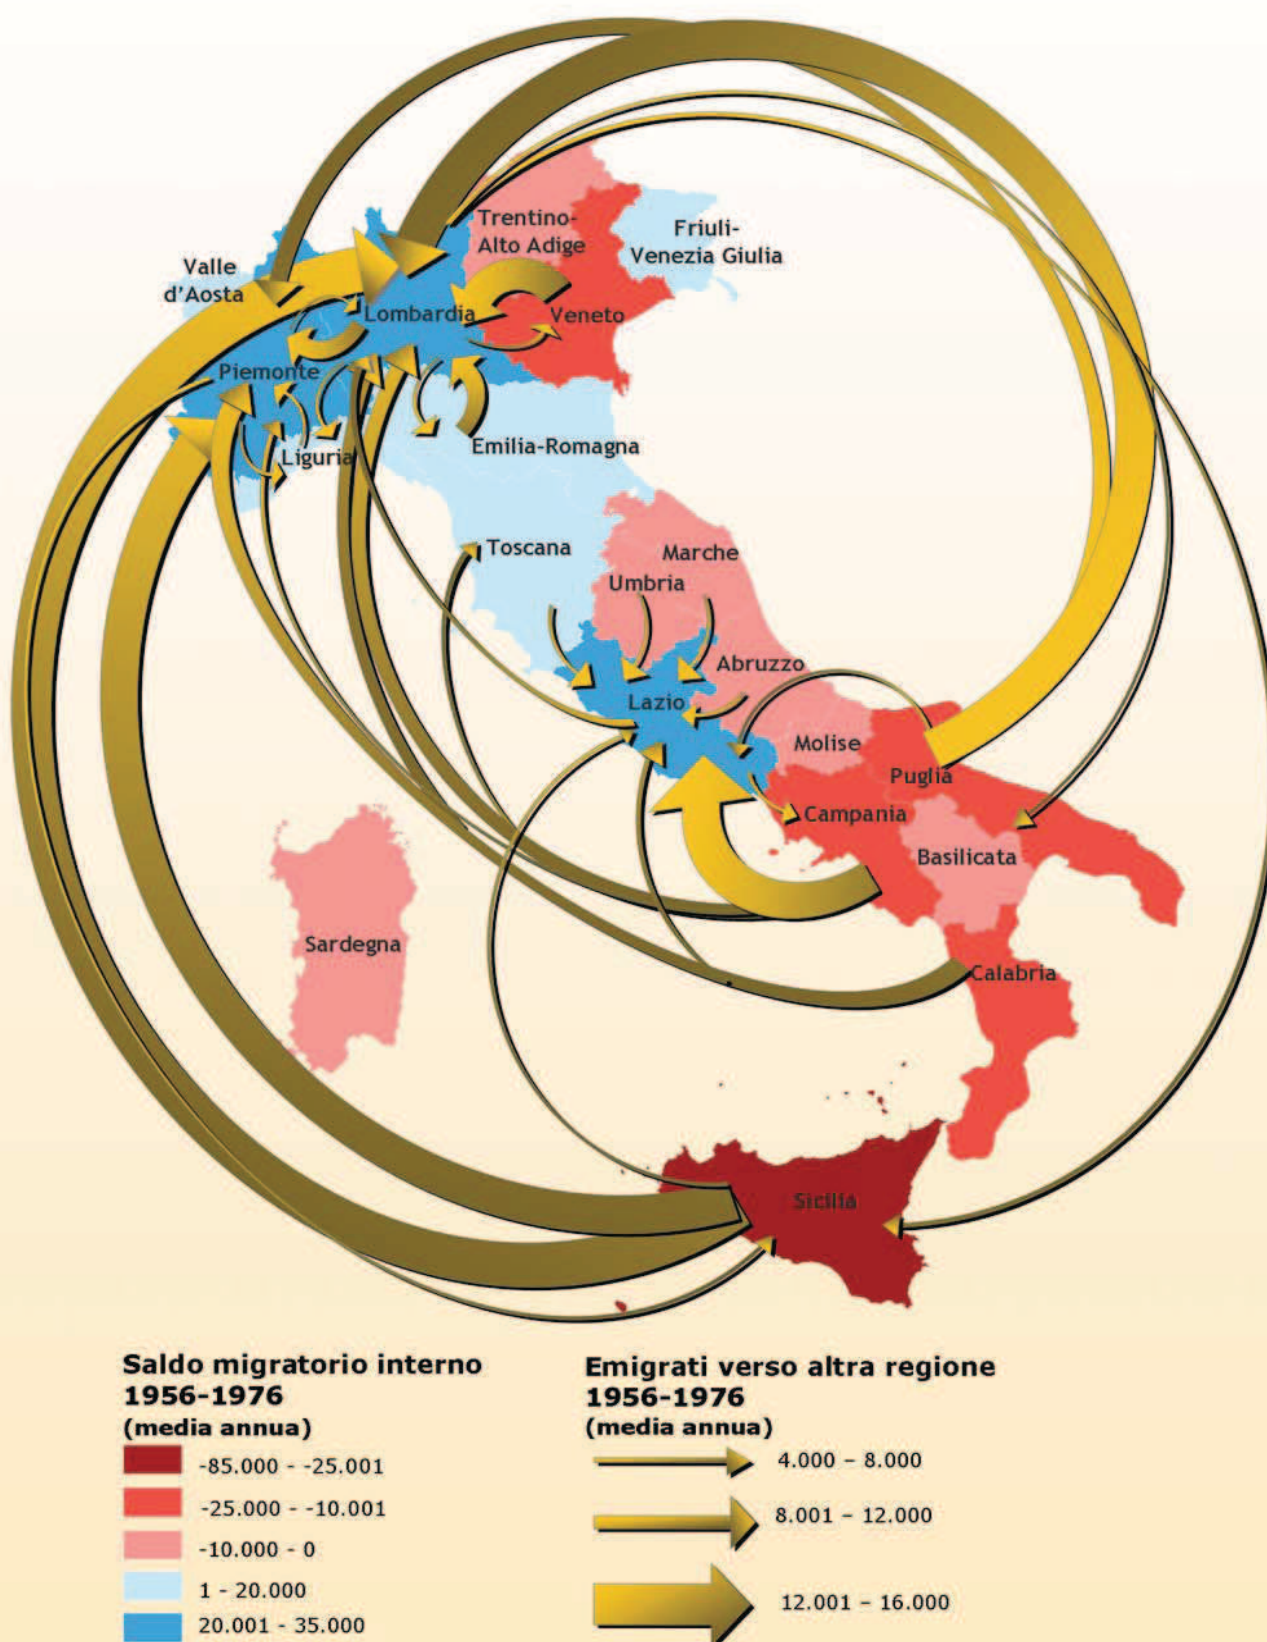 Trentino-
Alto Adige
Friuli-
Venezia Giulia
Valle
d'Aosta
Lombardia
Veneto
Piemonte
Liguria
Emilia-Romagna
Toscana
Marche
Umbria
Abruzzo
Lazio
Molise
Puglia
Campania
Basilicata
Sardegna
Calabria
Sicilia
Saldo migratorio interno
1956-1976
(media annua)
-85.000 - -25.001
-25.000 - -10.001
-10.000 - 0
1 - 20.000
20.001 - 35.000
Emigrati verso altra regione
1956-1976
(media annua)
4.000 – 8.000
8.001 – 12.000
12.001 – 16.000